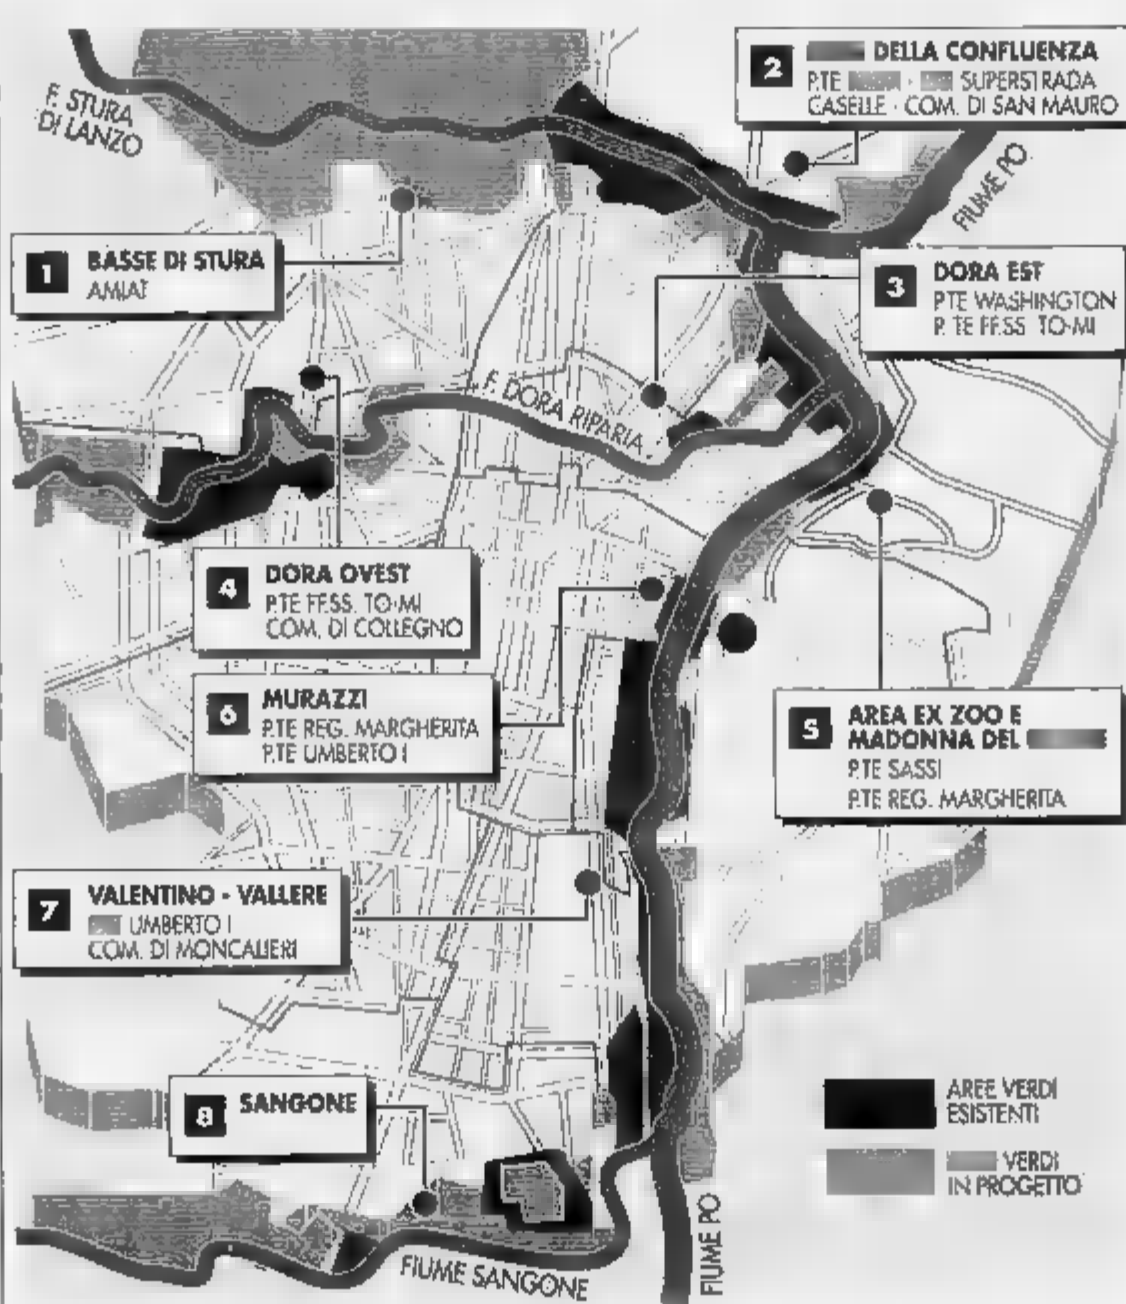 F. STURA
DI LANZO
2 DELLA CONFLUENZA
P.TE SUPERSTRADA
CASELLE · COM. DI SAN MAURO
FIUME PO
1 BASSE DI STURA
AMIAT
3 DORA EST
P.TE WASHINGTON
P. TE FF.SS. TO-MI
F. DORA RIPARIA
4 DORA OVEST
P.TE FF.SS. TO-MI
COM. DI COLLEGNO
6 MURAZZI
P.TE REG. MARGHERITA
P.TE UMBERTO I
5 AREA EX ZOO E
MADONNA DEL
P.TE SASSI
P.TE REG. MARGHERITA
7 VALENTINO - VALLERE
UMBERTO I
COM. DI MONCALIERI
8 SANGONE
AREE VERDI
ESISTENTI
VERDI
IN PROGETTO
FIUME SANGONE
FIUME PO